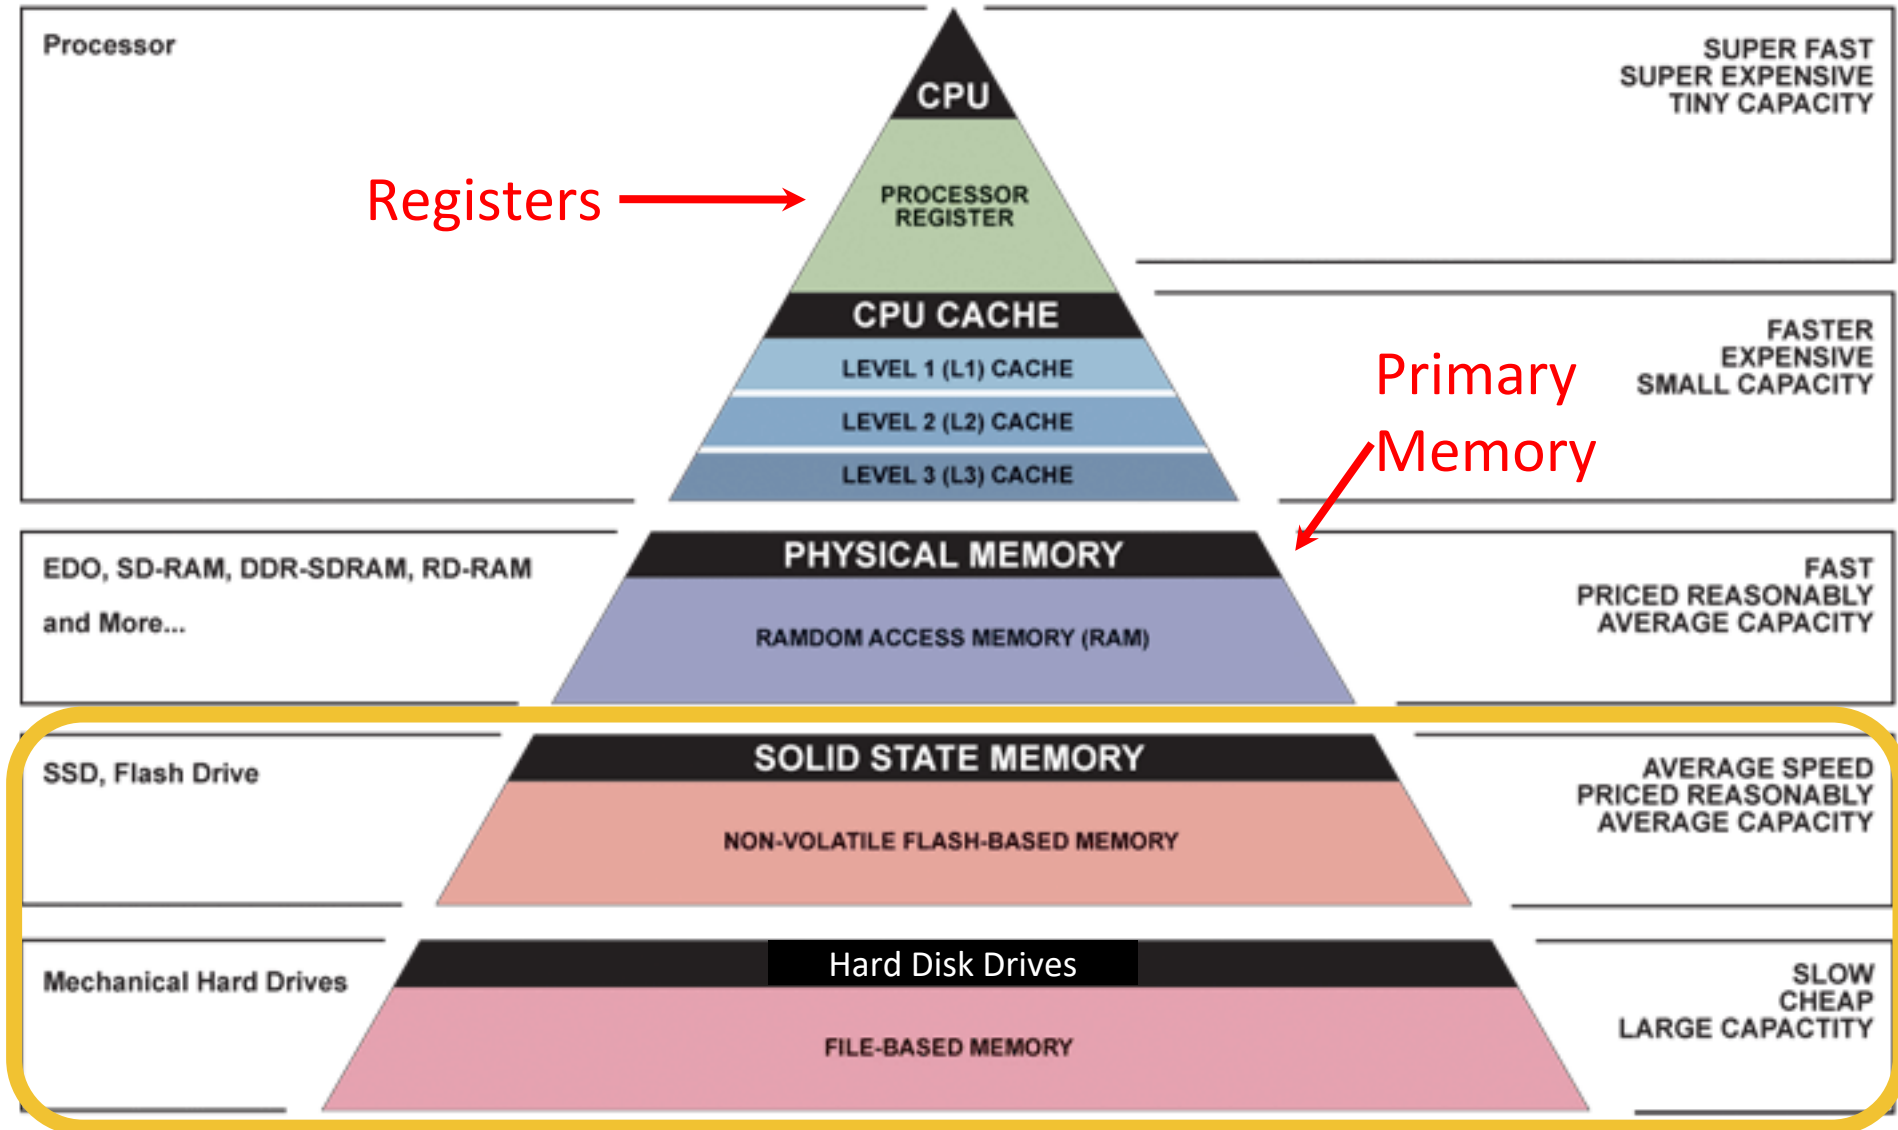 Processor
CPU
SUPER FAST
SUPER EXPENSIVE
TINY CAPACITY
Registers
PROCESSOR
REGISTER
CPU CACHE
LEVEL 1 (L1) CACHE
LEVEL 2 (L2) CACHE
LEVEL 3 (L3) CACHE
FASTER
EXPENSIVE
SMALL CAPACITY
Primary
Memory
EDO, SD-RAM, DDR-SDRAM, RD-RAM
and More...
PHYSICAL MEMORY
RAMDOM ACCESS MEMORY (RAM)
FAST
PRICED REASONABLY
AVERAGE CAPACITY
SSD, Flash Drive
SOLID STATE MEMORY
NON-VOLATILE FLASH-BASED MEMORY
AVERAGE SPEED
PRICED REASONABLY
AVERAGE CAPACITY
Mechanical Hard Drives
Hard Disk Drives
FILE-BASED MEMORY
SLOW
CHEAP
LARGE CAPACTITY